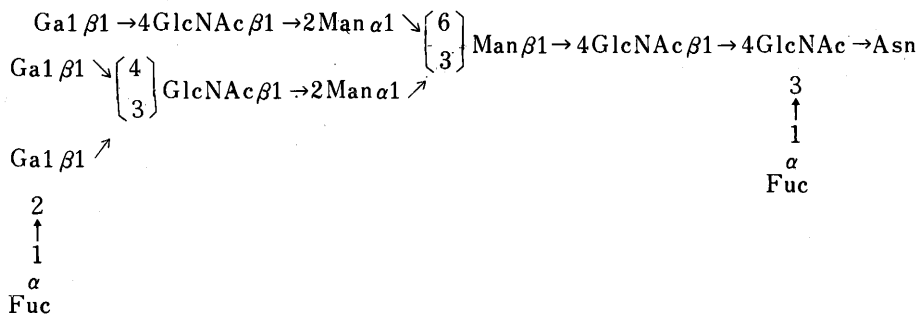 Gal β1→4GlcNAc β1→2Man α1↘ 6
3 Man β1→4GlcNAc β1→4GlcNAc→Asn
Gal β1↘ 4
3 GlcNAc β1→2Man α1↗
3
↑
1
α
Fuc
Gal β1↗
2
↑
1
α
Fuc